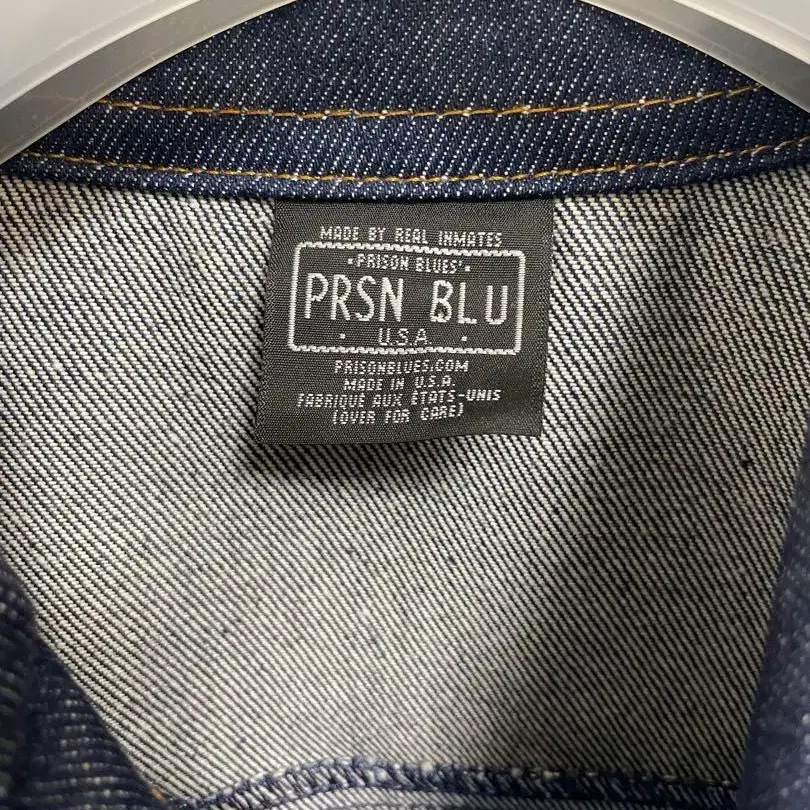 MADE BY REAL INMATES
•PRISON BLUES'•
PRSN BLU
• U.S.A. •
PRISONBLUES.COM
MADE IN U.S.A.
FABRIQUÉ AUX ÉTATS-UNIS
(OVER FOR CARE)